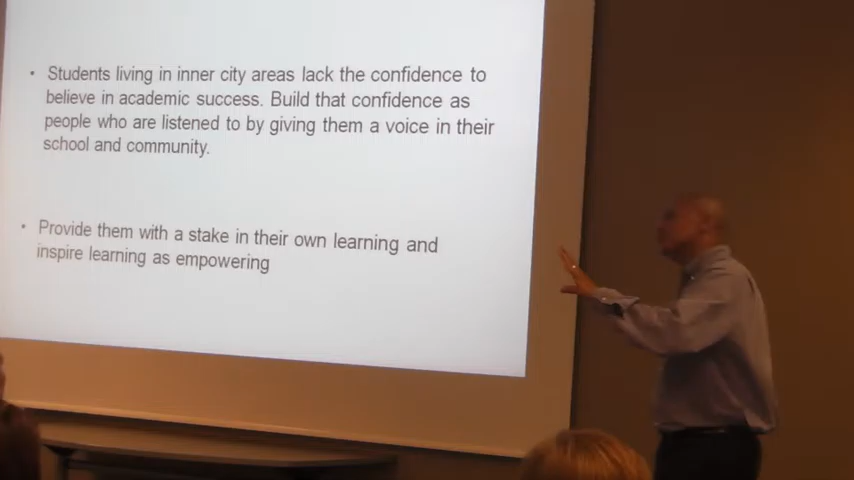 • Students living in inner city areas lack the confidence to
believe in academic success. Build that confidence as
people who are listened to by giving them a voice in their
school and community.
• Provide them with a stake in their own learning and
inspire learning as empowering